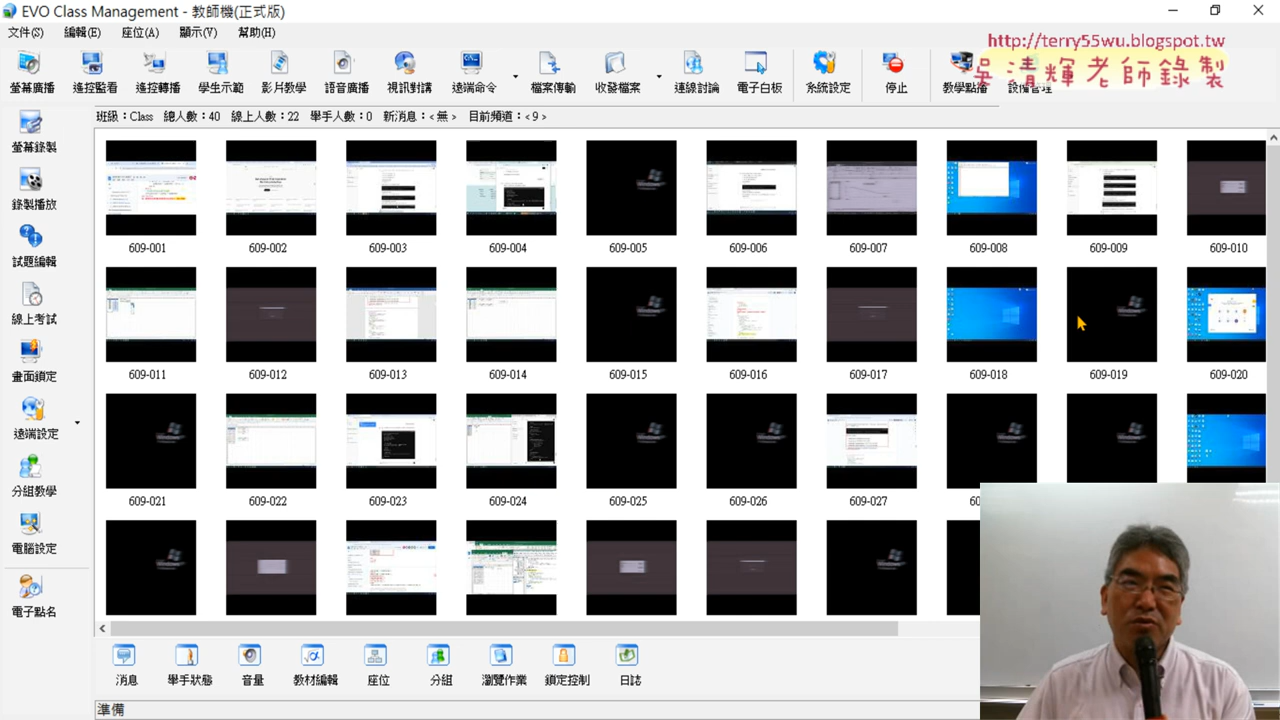 EVO Class Management - 教師機(正式版)
文件(S) 編輯(E) 座位(A) 顯示(V) 幫助(H)
http://terry55wu.blogspot.tw
吳清輝老師錄製
螢幕廣播 遙控監看 遙控轉播 學生示範 影片教學 語音廣播 視訊對講 遠端命令 檔案傳輸 收發檔案 連線討論 電子白板 系統設定 停止 教學點播 設備管理
班級:Class 總人數:40 線上人數:22 舉手人數:0 新消息:<無> 目前頻道:<9>
螢幕錄製
錄製播放
試題編輯
線上考試
畫面鎖定
遠端設定
分組教學
電腦設定
電子點名
609-001 609-002 609-003 609-004 609-005 609-006 609-007 609-008 609-009 609-010
609-011 609-012 609-013 609-014 609-015 609-016 609-017 609-018 609-019 609-020
609-021 609-022 609-023 609-024 609-025 609-026 609-027
消息 舉手狀態 音量 教材編輯 座位 分組 瀏覽作業 鎖定控制 日誌
準備